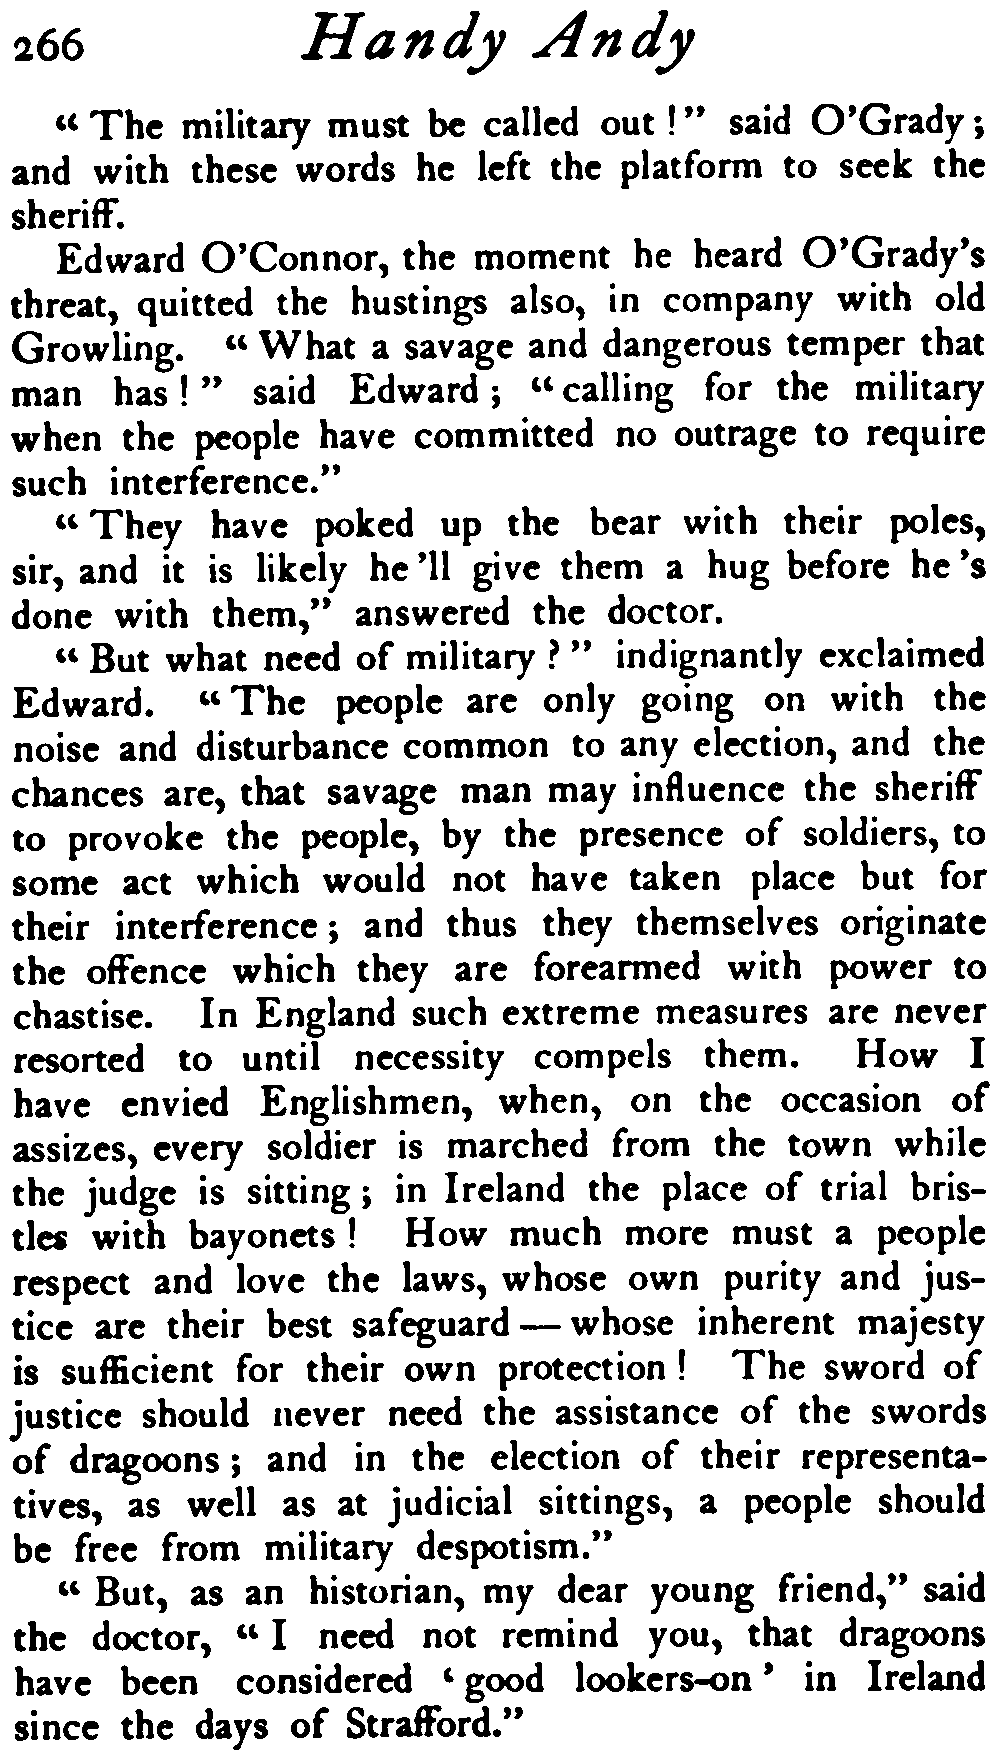 266 Handy Andy
“ The military must be called out ! ” said O’Grady ;
and with these words he left the platform to seek the
sheriff.
Edward O’Connor, the moment he heard O’Grady’s
threat, quitted the hustings also, in company with old
Growling. “ What a savage and dangerous temper that
man has ! ” said Edward ; “ calling for the military
when the people have committed no outrage to require
such interference.”
“ They have poked up the bear with their poles,
sir, and it is likely he ’ll give them a hug before he ’s
done with them,” answered the doctor.
“ But what need of military ? ” indignantly exclaimed
Edward. “ The people are only going on with the
noise and disturbance common to any election, and the
chances are, that savage man may influence the sheriff
to provoke the people, by the presence of soldiers, to
some act which would not have taken place but for
their interference ; and thus they themselves originate
the offence which they are forearmed with power to
chastise. In England such extreme measures are never
resorted to until necessity compels them. How I
have envied Englishmen, when, on the occasion of
assizes, every soldier is marched from the town while
the judge is sitting ; in Ireland the place of trial bris-
tles with bayonets ! How much more must a people
respect and love the laws, whose own purity and jus-
tice are their best safeguard — whose inherent majesty
is sufficient for their own protection ! The sword of
justice should never need the assistance of the swords
of dragoons ; and in the election of their representa-
tives, as well as at judicial sittings, a people should
be free from military despotism.”
“ But, as an historian, my dear young friend,” said
the doctor, “ I need not remind you, that dragoons
have been considered ‘ good lookers-on ’ in Ireland
since the days of Strafford.”